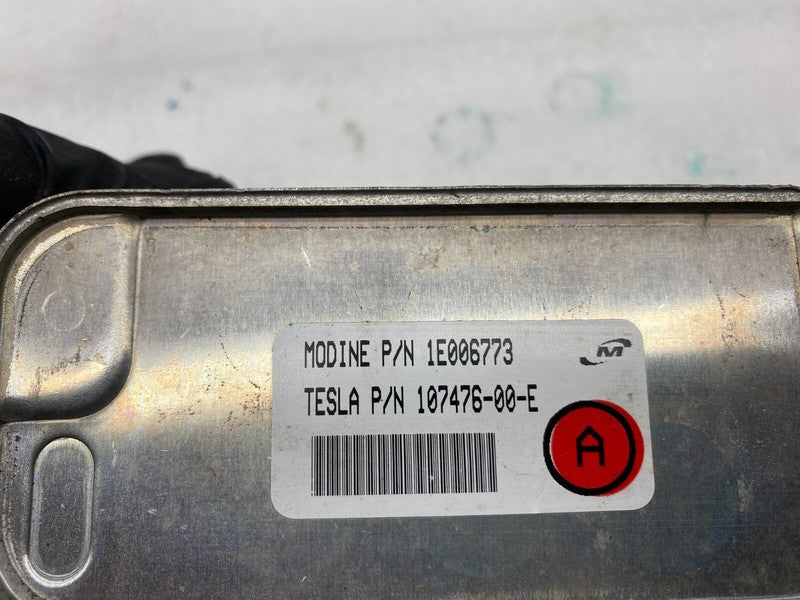 MODINE P/N 1E006773
M
TESLA P/N 107476-00-E
A